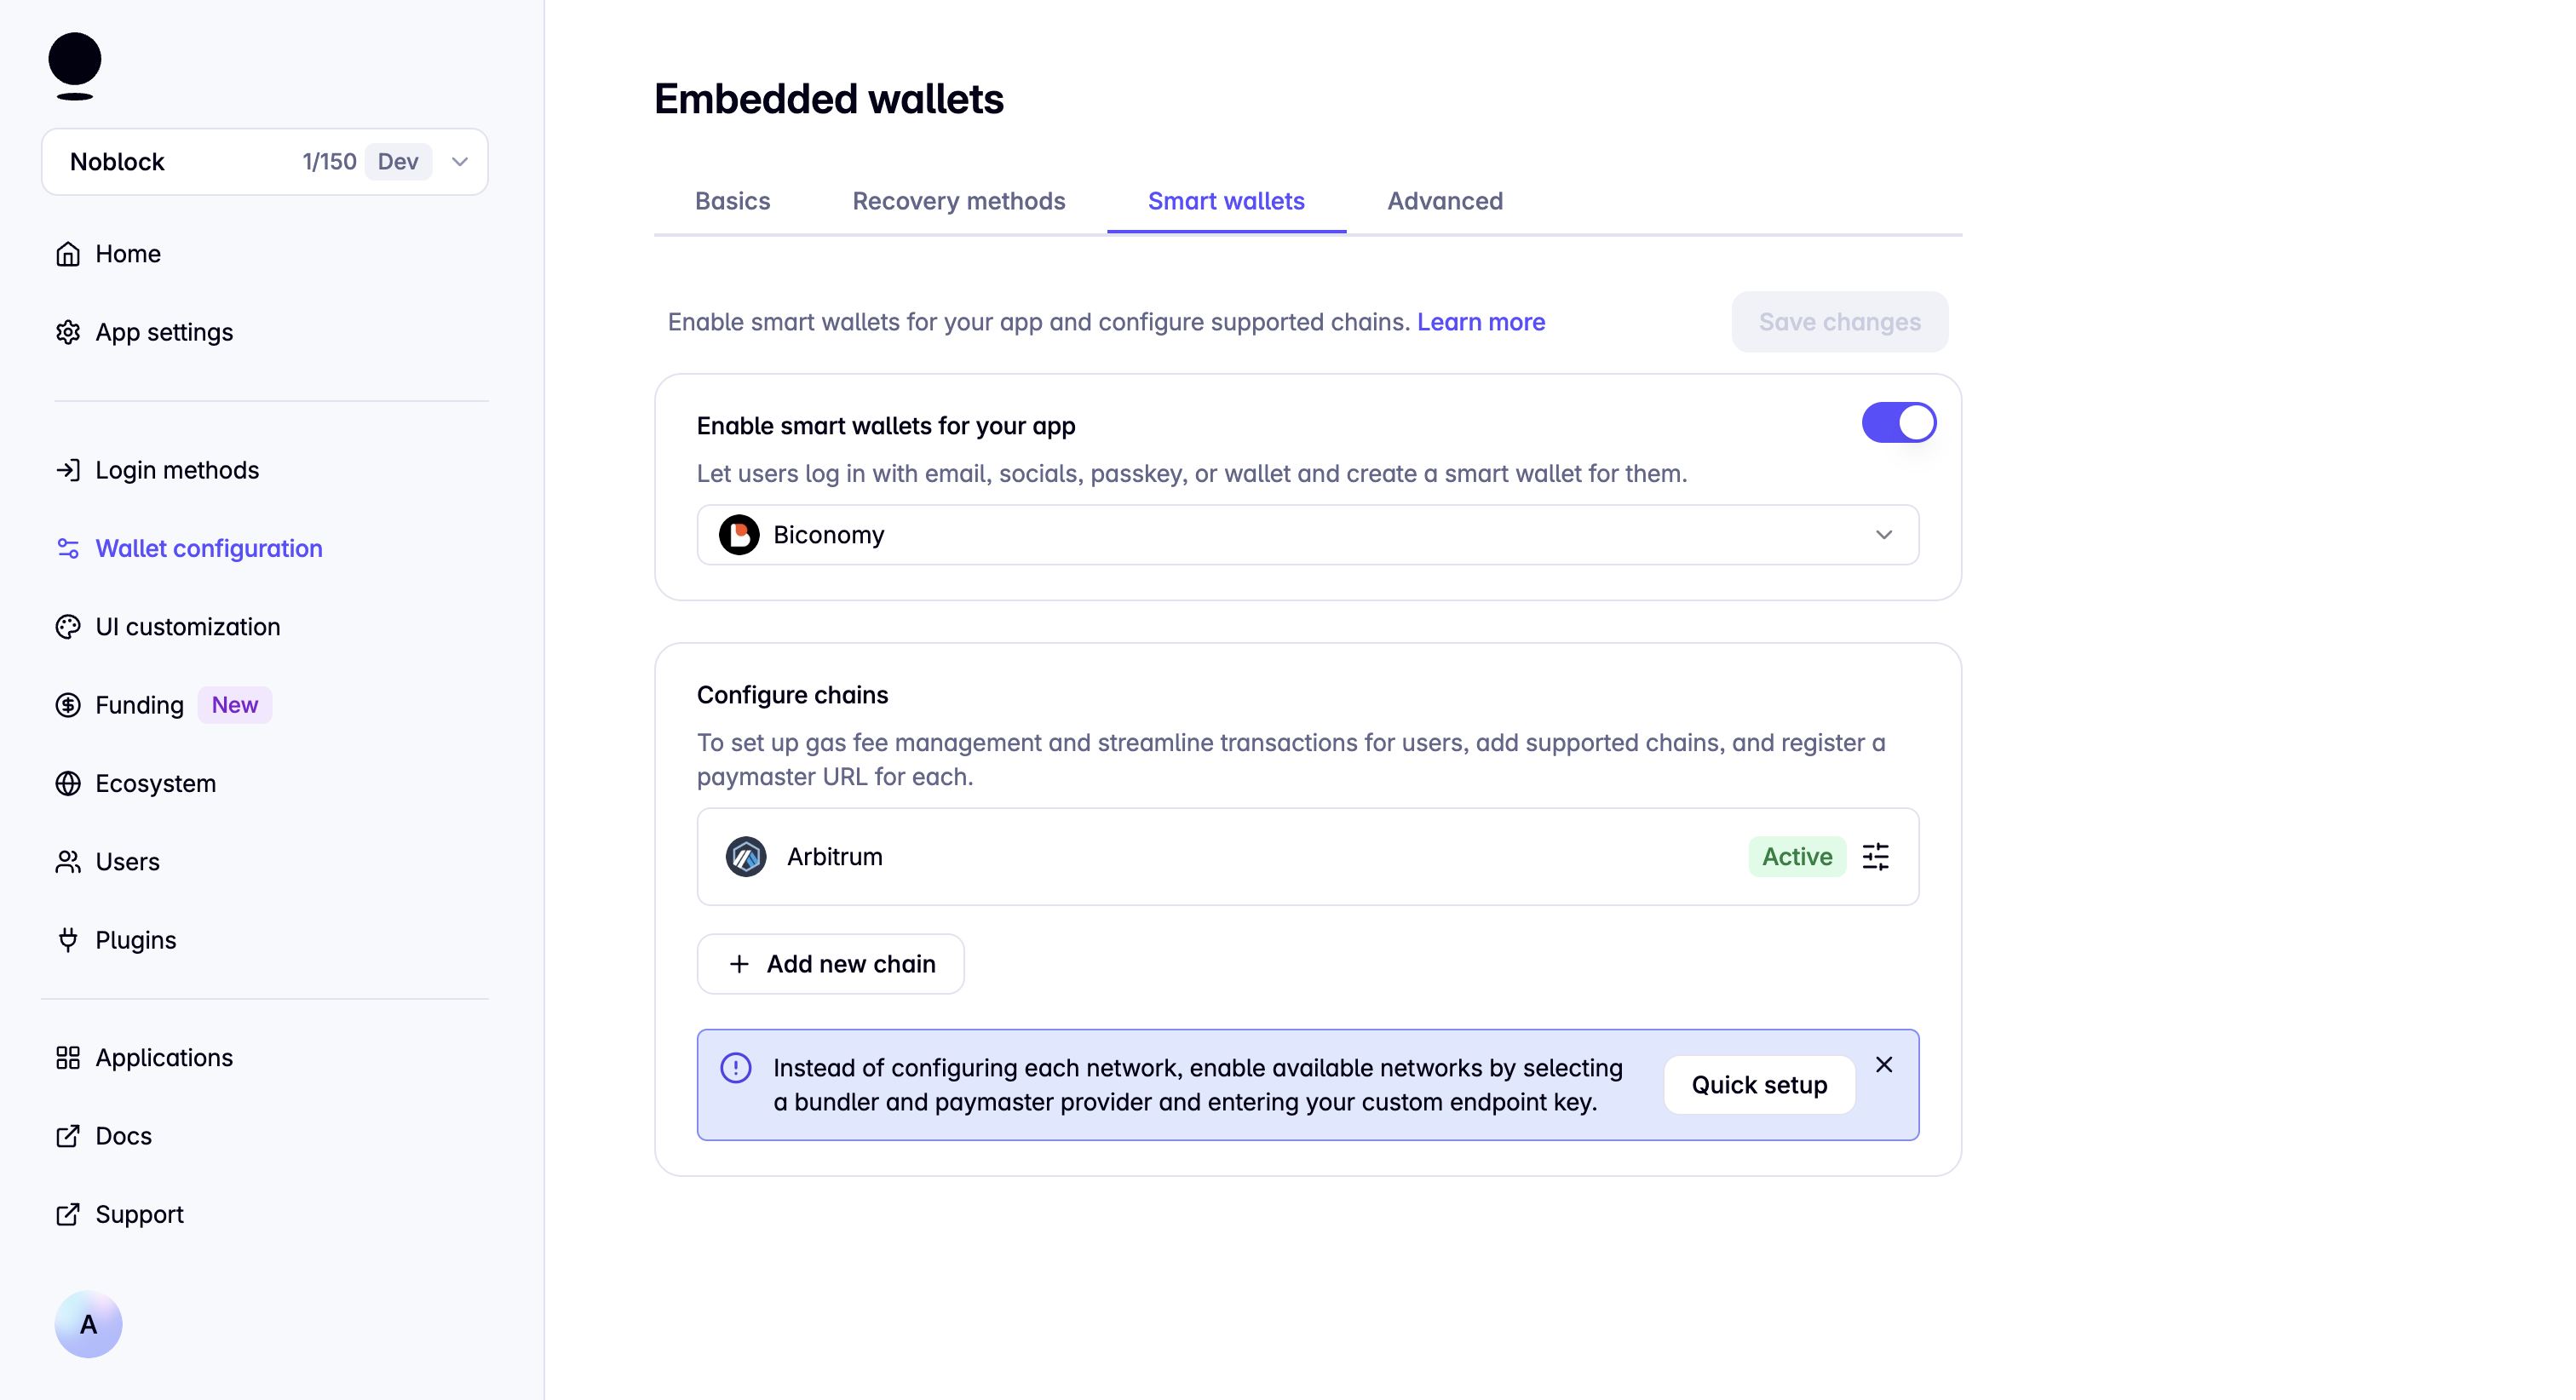 Noblock 1/150 Dev
Home
App settings
Login methods
Wallet configuration
UI customization
Funding New
Ecosystem
Users
Plugins
Applications
Docs
Support
A
Embedded wallets
Basics Recovery methods Smart wallets Advanced
Enable smart wallets for your app and configure supported chains. Learn more
Save changes
Enable smart wallets for your app
Let users log in with email, socials, passkey, or wallet and create a smart wallet for them.
Biconomy
Configure chains
To set up gas fee management and streamline transactions for users, add supported chains, and register a
paymaster URL for each.
Arbitrum Active
Add new chain
Instead of configuring each network, enable available networks by selecting
a bundler and paymaster provider and entering your custom endpoint key.
Quick setup